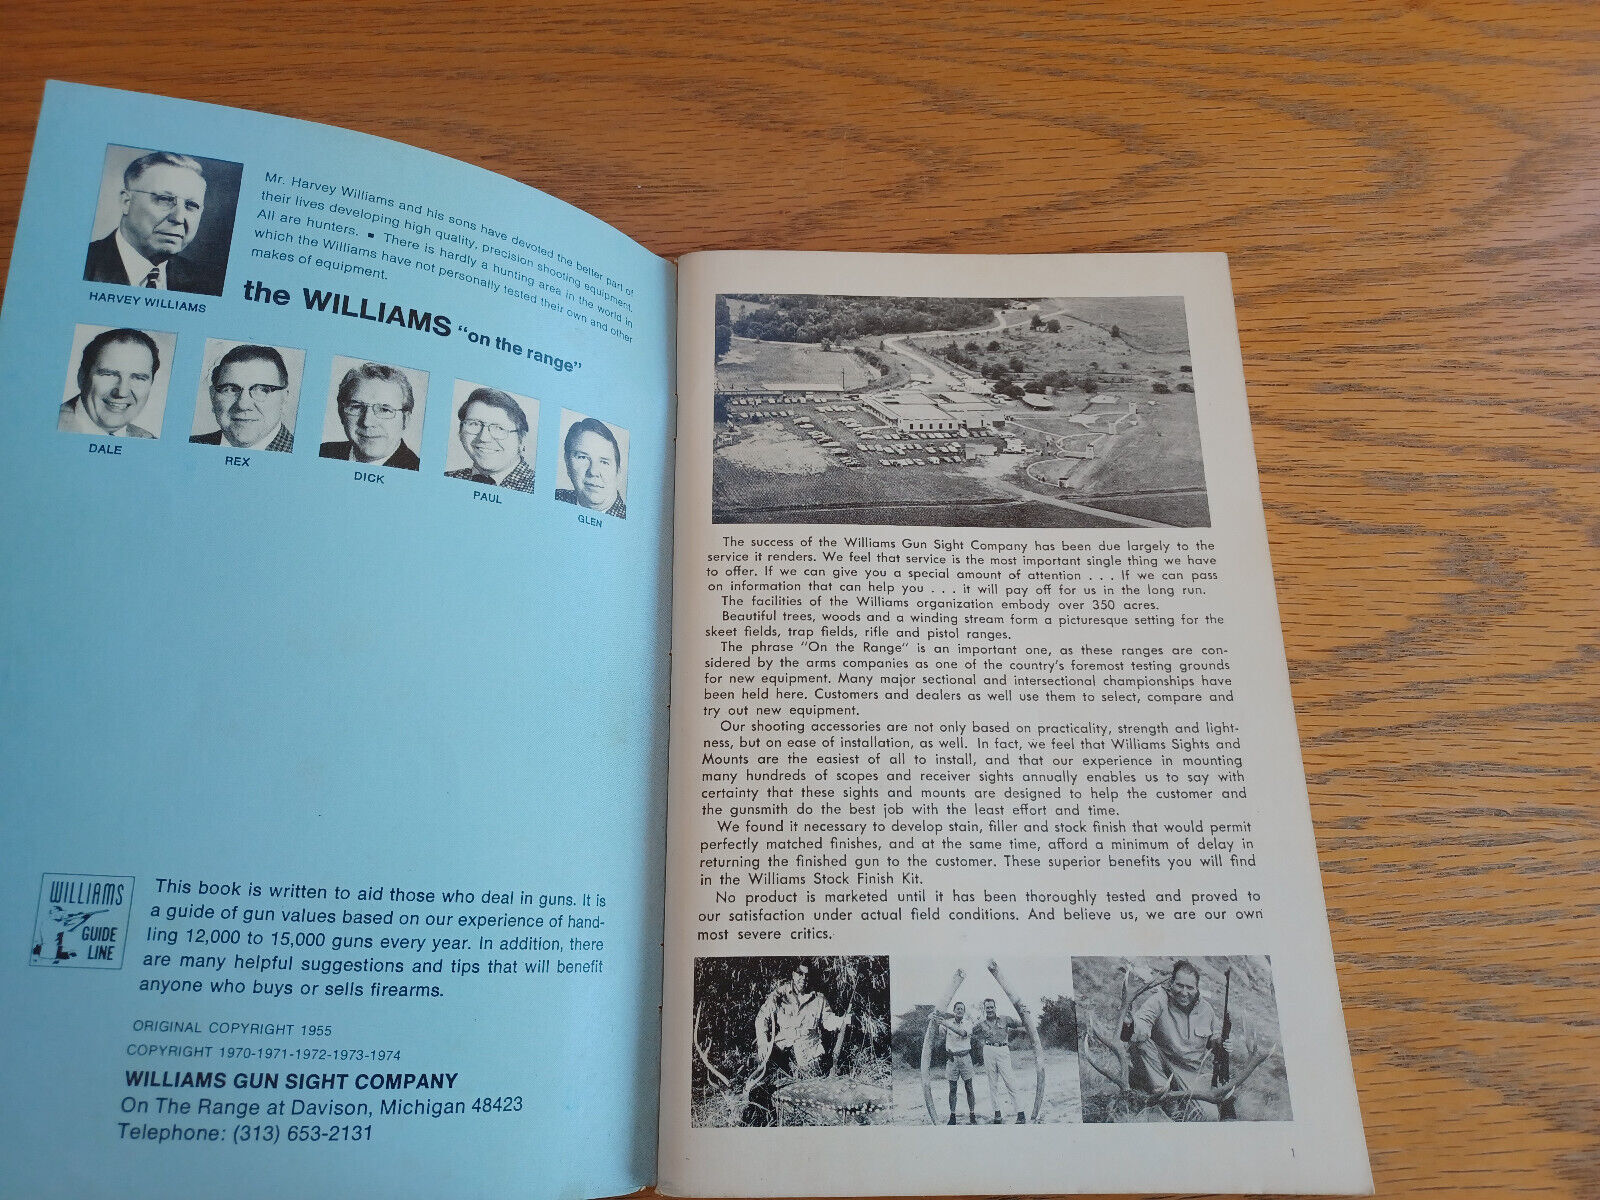 Mr. Harvey Williams and his sons have devoted the better part of
their lives developing high quality, precision shooting equipment.
All are hunters. ▪ There is hardly a hunting area in the world in
which the Williams have not personally tested their own and other
makes of equipment.
HARVEY WILLIAMS
the WILLIAMS "on the range"
DALE
REX
DICK
PAUL
GLEN
WILLIAMS
GUIDE
LINE
This book is written to aid those who deal in guns. It is
a guide of gun values based on our experience of hand-
ling 12,000 to 15,000 guns every year. In addition, there
are many helpful suggestions and tips that will benefit
anyone who buys or sells firearms.
ORIGINAL COPYRIGHT 1955
COPYRIGHT 1970-1971-1972-1973-1974
WILLIAMS GUN SIGHT COMPANY
On The Range at Davison, Michigan 48423
Telephone: (313) 653-2131
The success of the Williams Gun Sight Company has been due largely to the
service it renders. We feel that service is the most important single thing we have
to offer. If we can give you a special amount of attention . . . If we can pass
on information that can help you . . . it will pay off for us in the long run.
The facilities of the Williams organization embody over 350 acres.
Beautiful trees, woods and a winding stream form a picturesque setting for the
skeet fields, trap fields, rifle and pistol ranges.
The phrase "On the Range" is an important one, as these ranges are con-
sidered by the arms companies as one of the country's foremost testing grounds
for new equipment. Many major sectional and intersectional championships have
been held here. Customers and dealers as well use them to select, compare and
try out new equipment.
Our shooting accessories are not only based on practicality, strength and light-
ness, but on ease of installation, as well. In fact, we feel that Williams Sights and
Mounts are the easiest of all to install, and that our experience in mounting
many hundreds of scopes and receiver sights annually enables us to say with
certainty that these sights and mounts are designed to help the customer and
the gunsmith do the best job with the least effort and time.
We found it necessary to develop stain, filler and stock finish that would permit
perfectly matched finishes, and at the same time, afford a minimum of delay in
returning the finished gun to the customer. These superior benefits you will find
in the Williams Stock Finish Kit.
No product is marketed until it has been thoroughly tested and proved to
our satisfaction under actual field conditions. And believe us, we are our own
most severe critics.
1